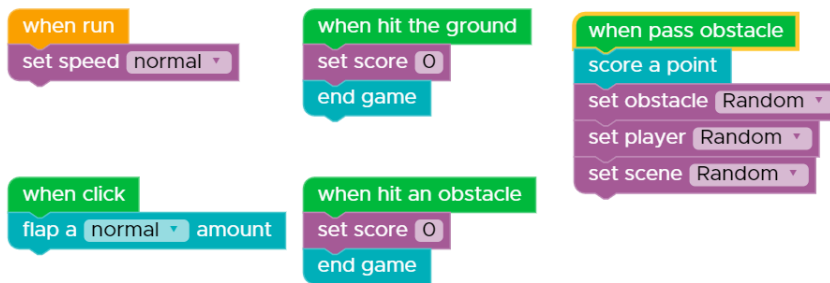 when run
set speed normal
when click
flap a normal amount
when hit the ground
set score 0
end game
when hit an obstacle
set score 0
end game
when pass obstacle
score a point
set obstacle Random
set player Random
set scene Random